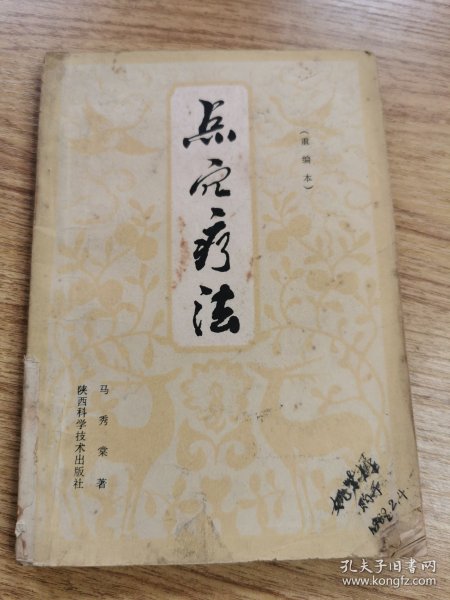 点穴疗法
(重编本)
马秀棠著
陕西科学技术出版社
孔夫子旧书网
www.kongfz.com